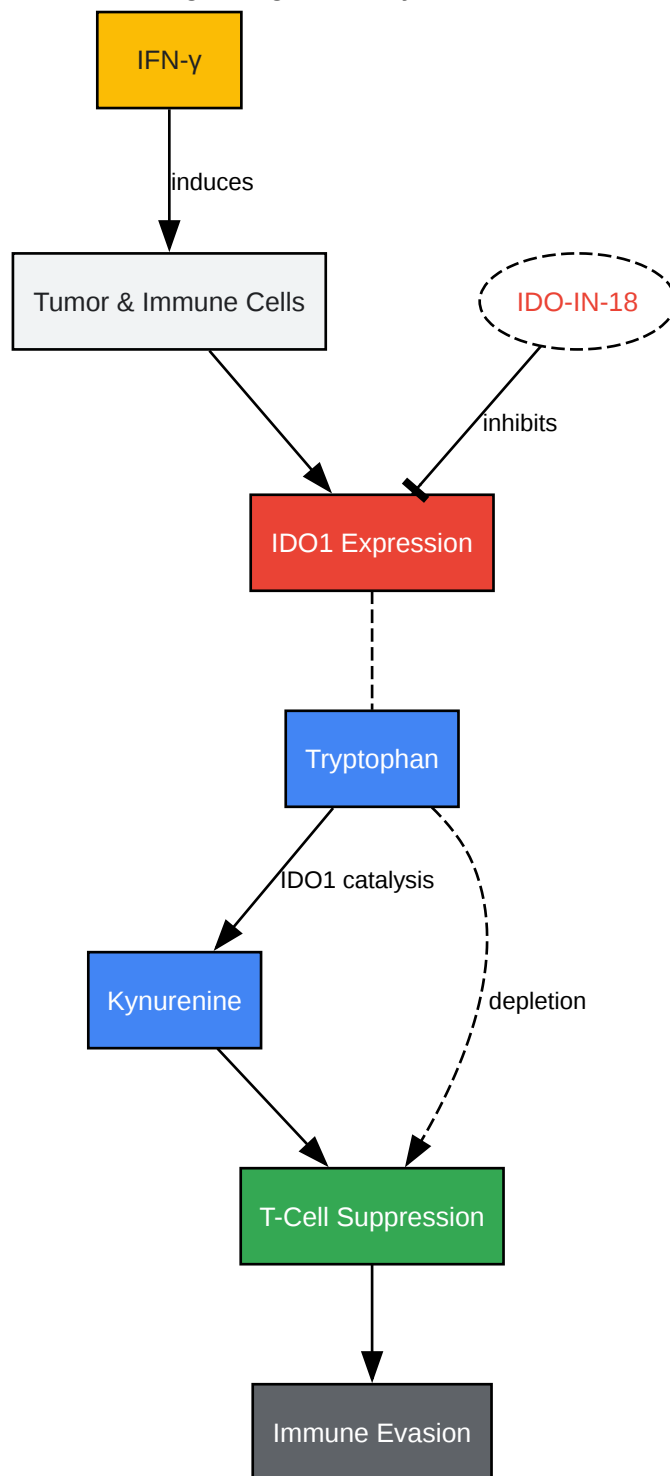 IFN-γ
induces
Tumor & Immune Cells
IDO-IN-18
inhibits
IDO1 Expression
Tryptophan
IDO1 catalysis
Kynurenine
depletion
T-Cell Suppression
Immune Evasion